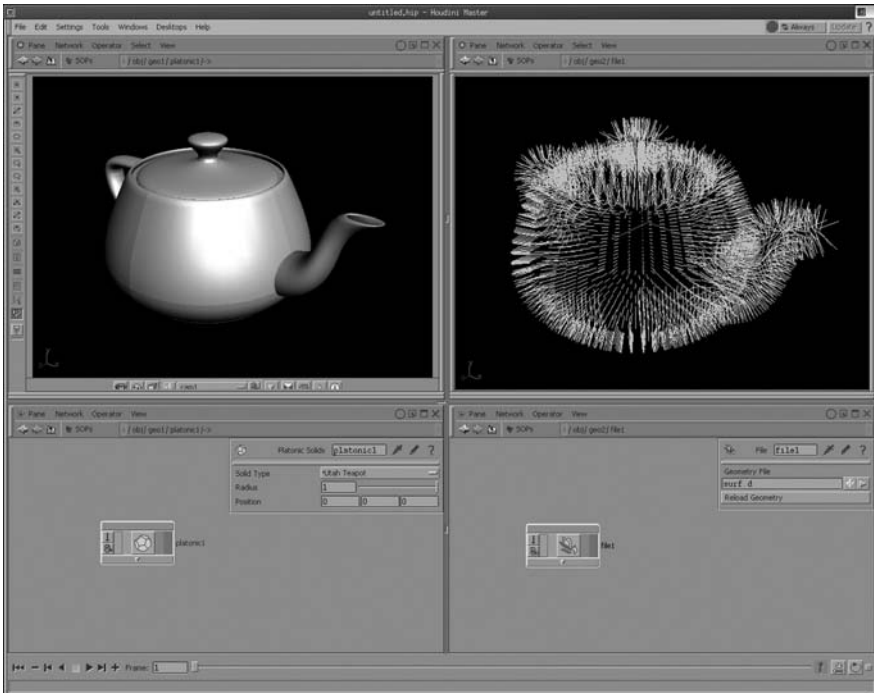 untitled.hip - Houdini Master
File Edit Settings Tools Windows Desktops Help
Always Update ?
Pane Network Operator Select View
SOPs / obj/ geo1/ platonic1/->
Pane Network Operator Select View
SOPs / obj/ geo2/ file1
cam1
Pane Network Operator View
SOPs / obj/ geo1/ platonic1/->
Platonic Solids platonic1 ?
Solid Type Utah Teapot
Radius 1
Position 0 0 0
platonic1
Pane Network Operator View
SOPs / obj/ geo2/ file1
File file1 ?
Geometry File
surf.d
Reload Geometry
file1
Frame: 1